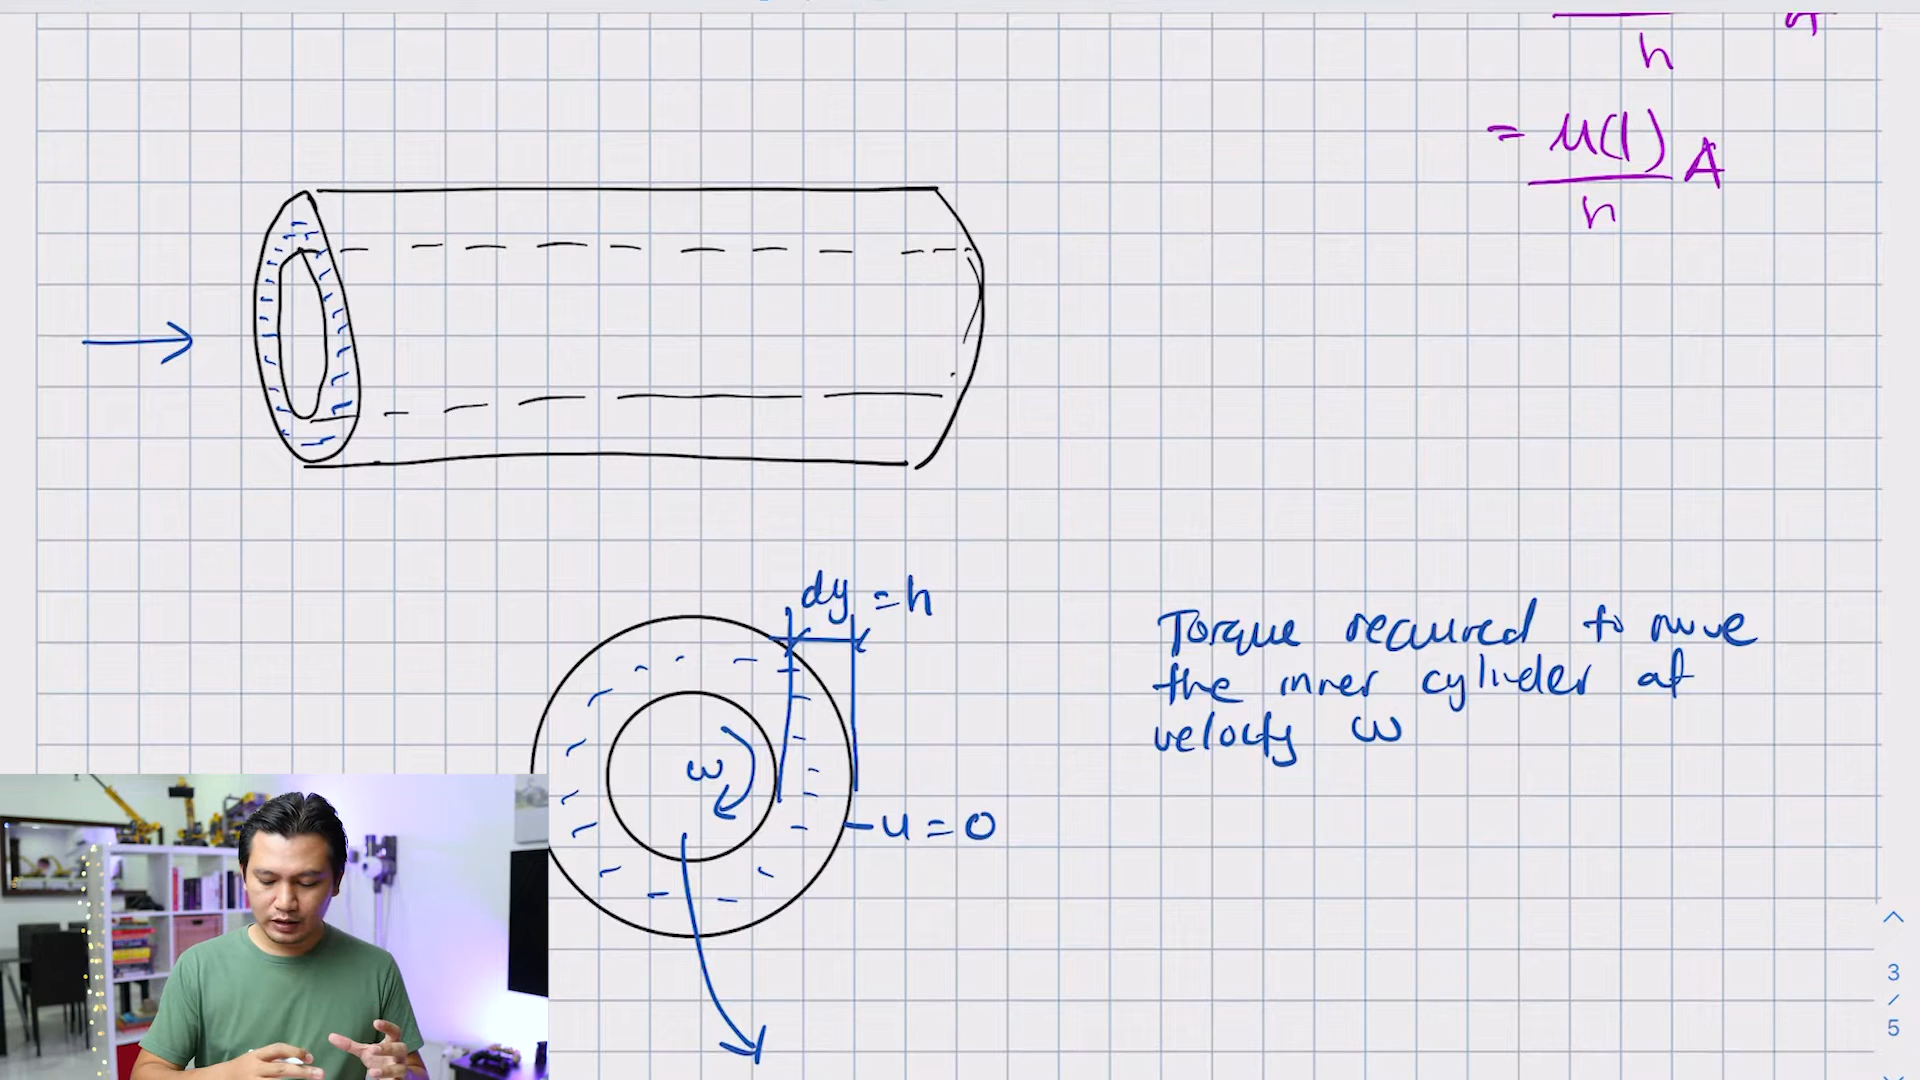 h
= μ(1) A
h
dy = h
Torque required to move
the inner cylinder at
velocity ω
ω
u = 0
3
/
5